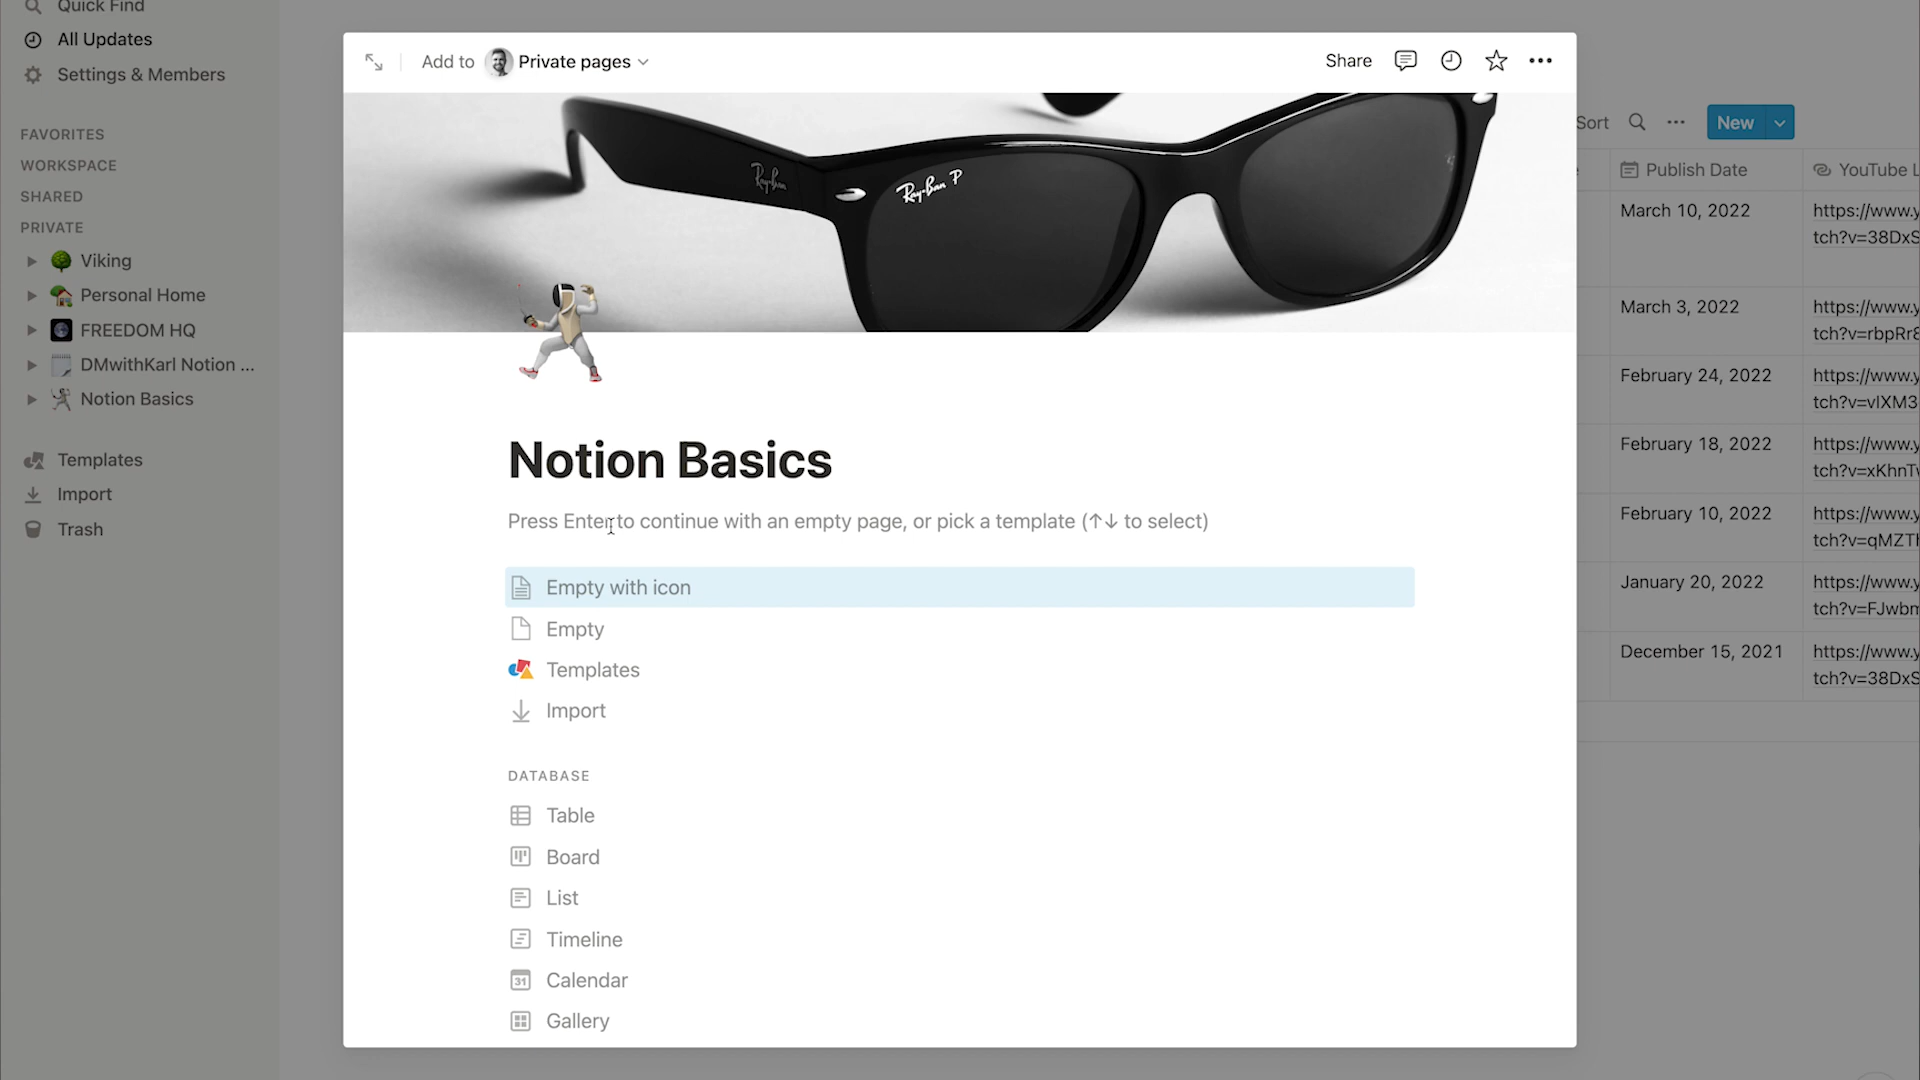 Quick Find
All Updates
Settings & Members
FAVORITES
WORKSPACE
SHARED
PRIVATE
Viking
Personal Home
FREEDOM HQ
DMwithKarl Notion ...
Notion Basics
Templates
Import
Trash
Add to Private pages
Share
Ray-Ban
Ray-Ban P
Notion Basics
Press Enter to continue with an empty page, or pick a template (↑↓ to select)
Empty with icon
Empty
Templates
Import
DATABASE
Table
Board
List
Timeline
31 Calendar
Gallery
Sort
New
Publish Date YouTube L
March 10, 2022 https://www.y
tch?v=38DxS
March 3, 2022 https://www.y
tch?v=rbpRr8
February 24, 2022 https://www.y
tch?v=vlXM3
February 18, 2022 https://www.y
tch?v=xKhnTv
February 10, 2022 https://www.y
tch?v=qMZTh
January 20, 2022 https://www.y
tch?v=FJwbm
December 15, 2021 https://www.y
tch?v=38DxS